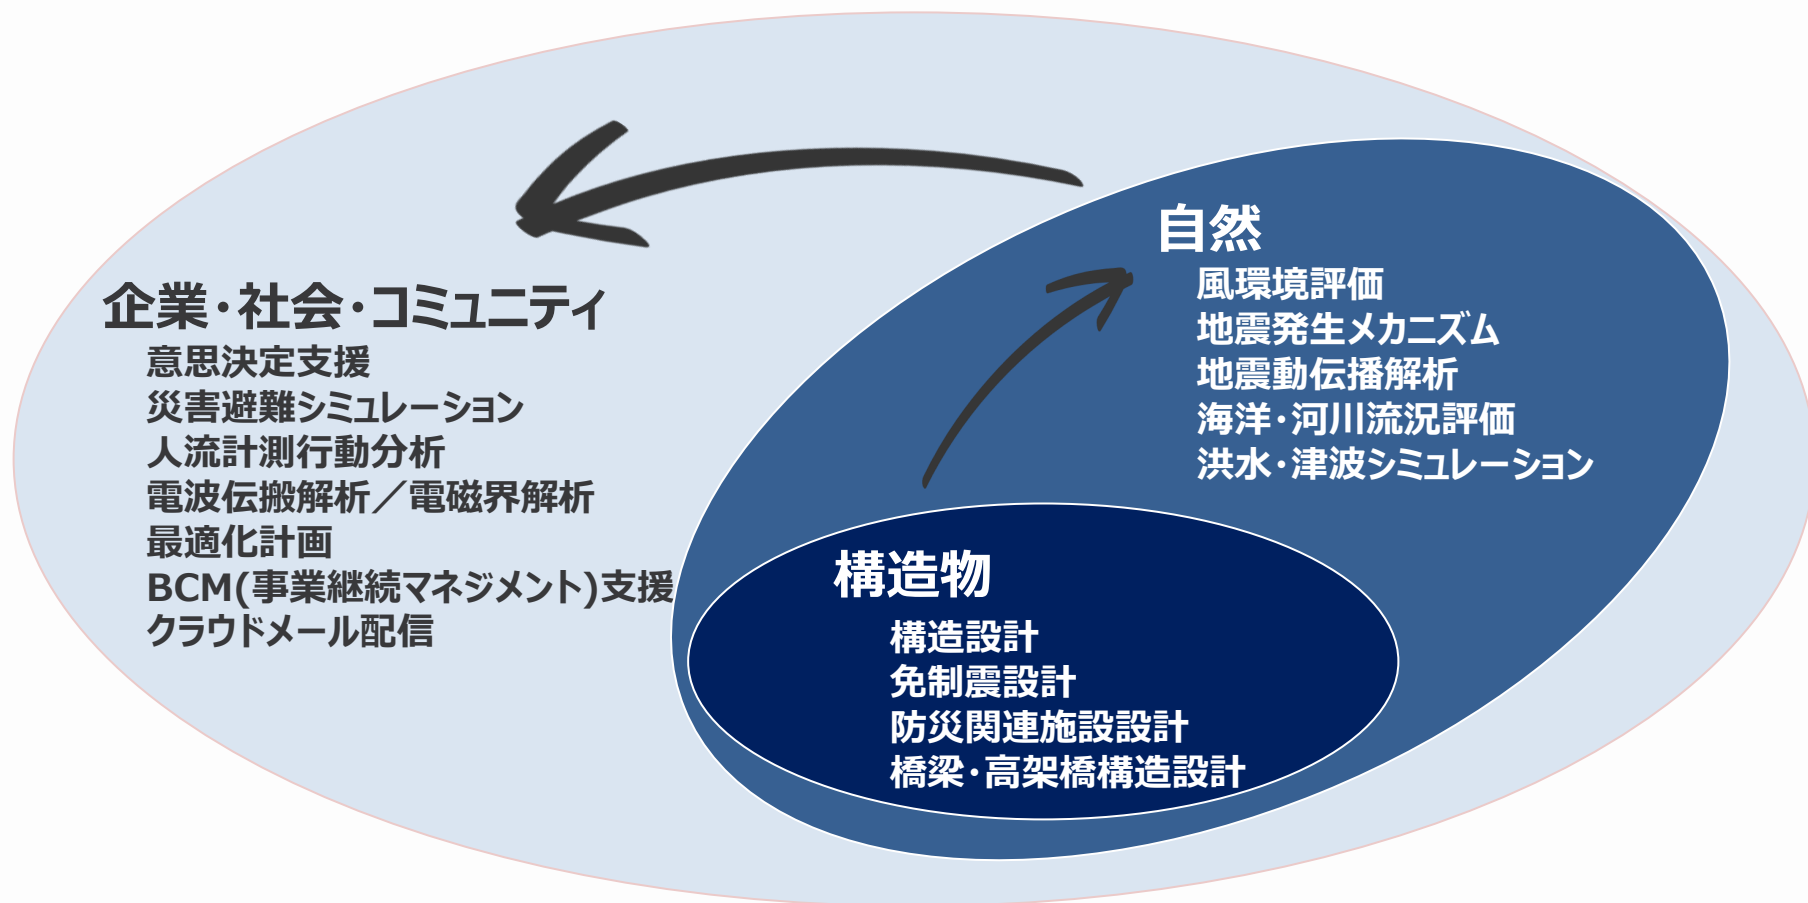 企業・社会・コミュニティ
意思決定支援
災害避難シミュレーション
人流計測行動分析
電波伝搬解析／電磁界解析
最適化計画
BCM(事業継続マネジメント)支援
クラウドメール配信
自然
風環境評価
地震発生メカニズム
地震動伝播解析
海洋・河川流況評価
洪水・津波シミュレーション
構造物
構造設計
免制震設計
防災関連施設設計
橋梁・高架橋構造設計